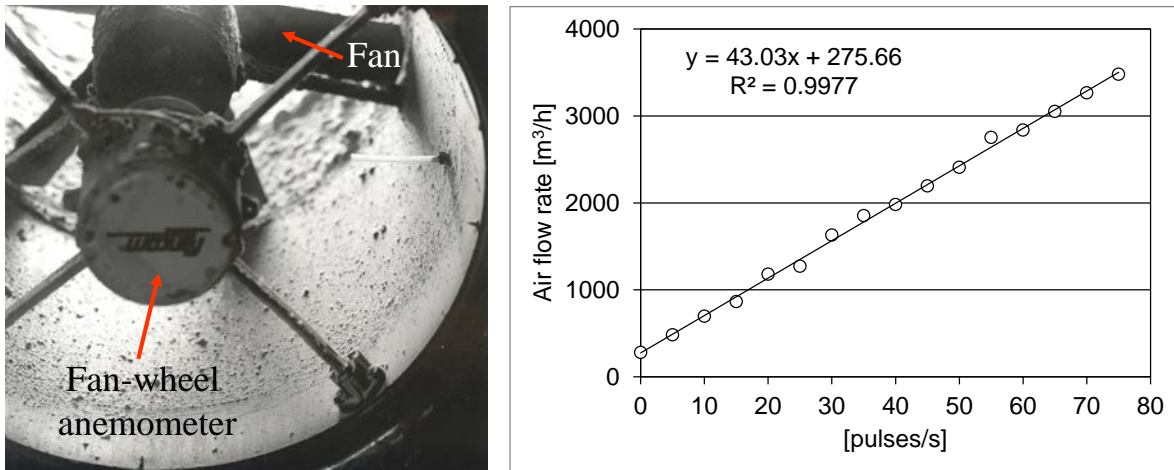 Fan
Fan-wheel
anemometer
y = 43.03x + 275.66
R² = 0.9977
Air flow rate [m³/h]
4000
3000
2000
1000
0
0 10 20 30 40 50 60 70 80
[pulses/s]